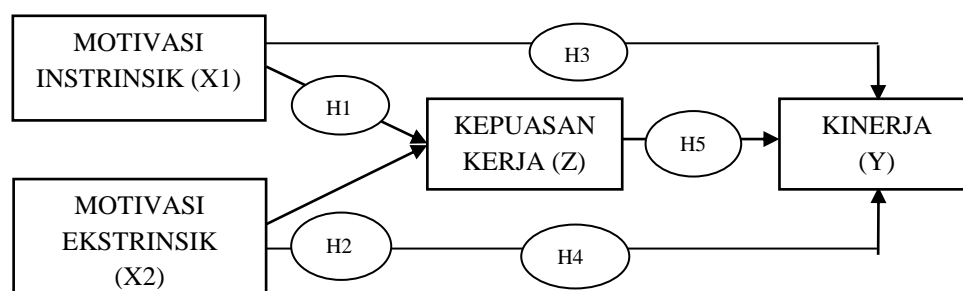 MOTIVASI
INSTRINSIK (X1)
H3
H1
KEPUASAN
KERJA (Z)
H5
KINERJA
(Y)
MOTIVASI
EKSTRINSIK
(X2)
H2
H4